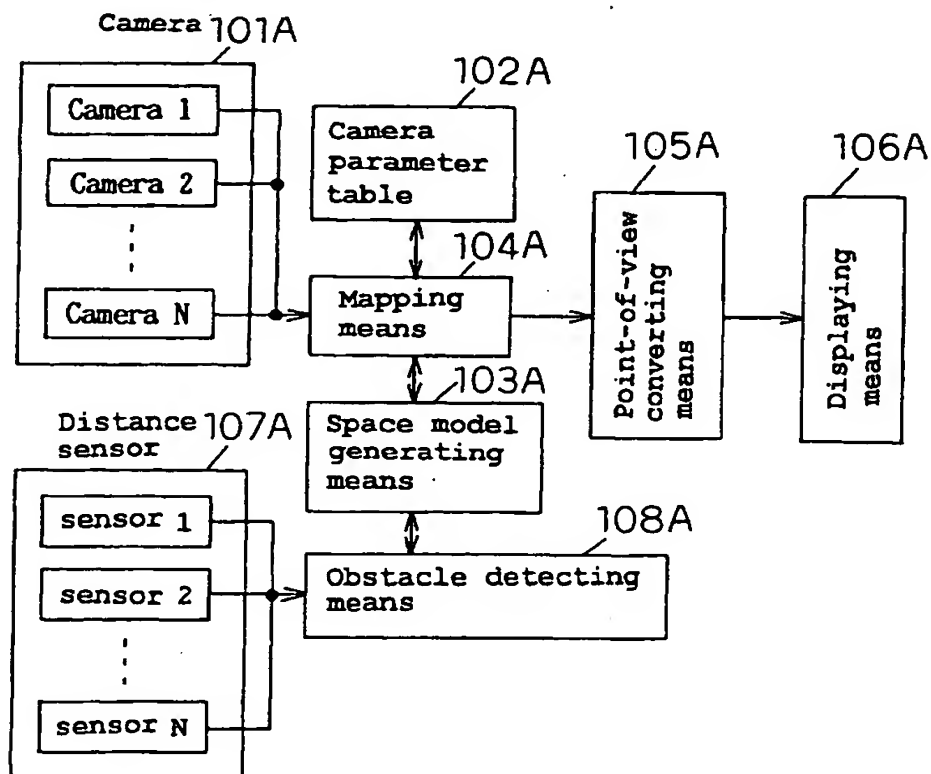 Camera 101A
Camera 1
Camera 2
Camera N
102A
Camera
parameter
table
104A
Mapping
means
105A
Point-of-view
converting
means
106A
Displaying
means
103A
Space model
generating
means
Distance
sensor 107A
sensor 1
sensor 2
sensor N
108A
Obstacle detecting
means